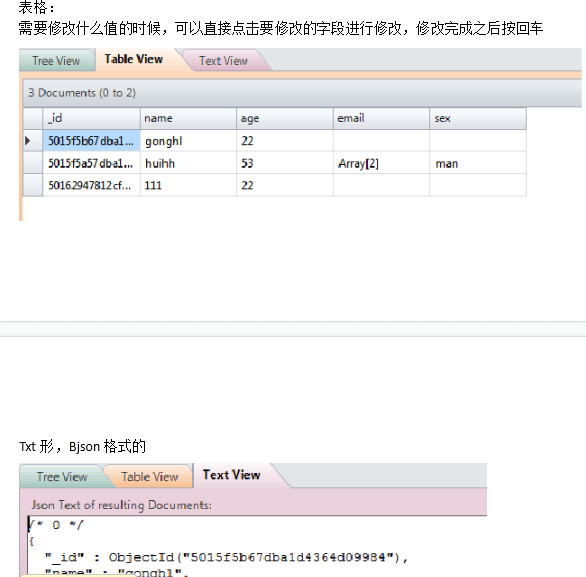 表格：
需要修改什么值的时候，可以直接点击要修改的字段进行修改，修改完成之后按回车
Tree View Table View Text View
3 Documents (0 to 2)
_id name age email sex
5015f5b67dba1... gonghl 22
5015f5a57dba1... huihh 53 Array[2] man
50162947812cf... 111 22
Txt 形，Bjson 格式的
Tree View Table View Text View
Json Text of resulting Documents:
/* 0 */
{
"_id" : ObjectId("5015f5b67dba1d4364d09984"),
"name" : "gonghl",